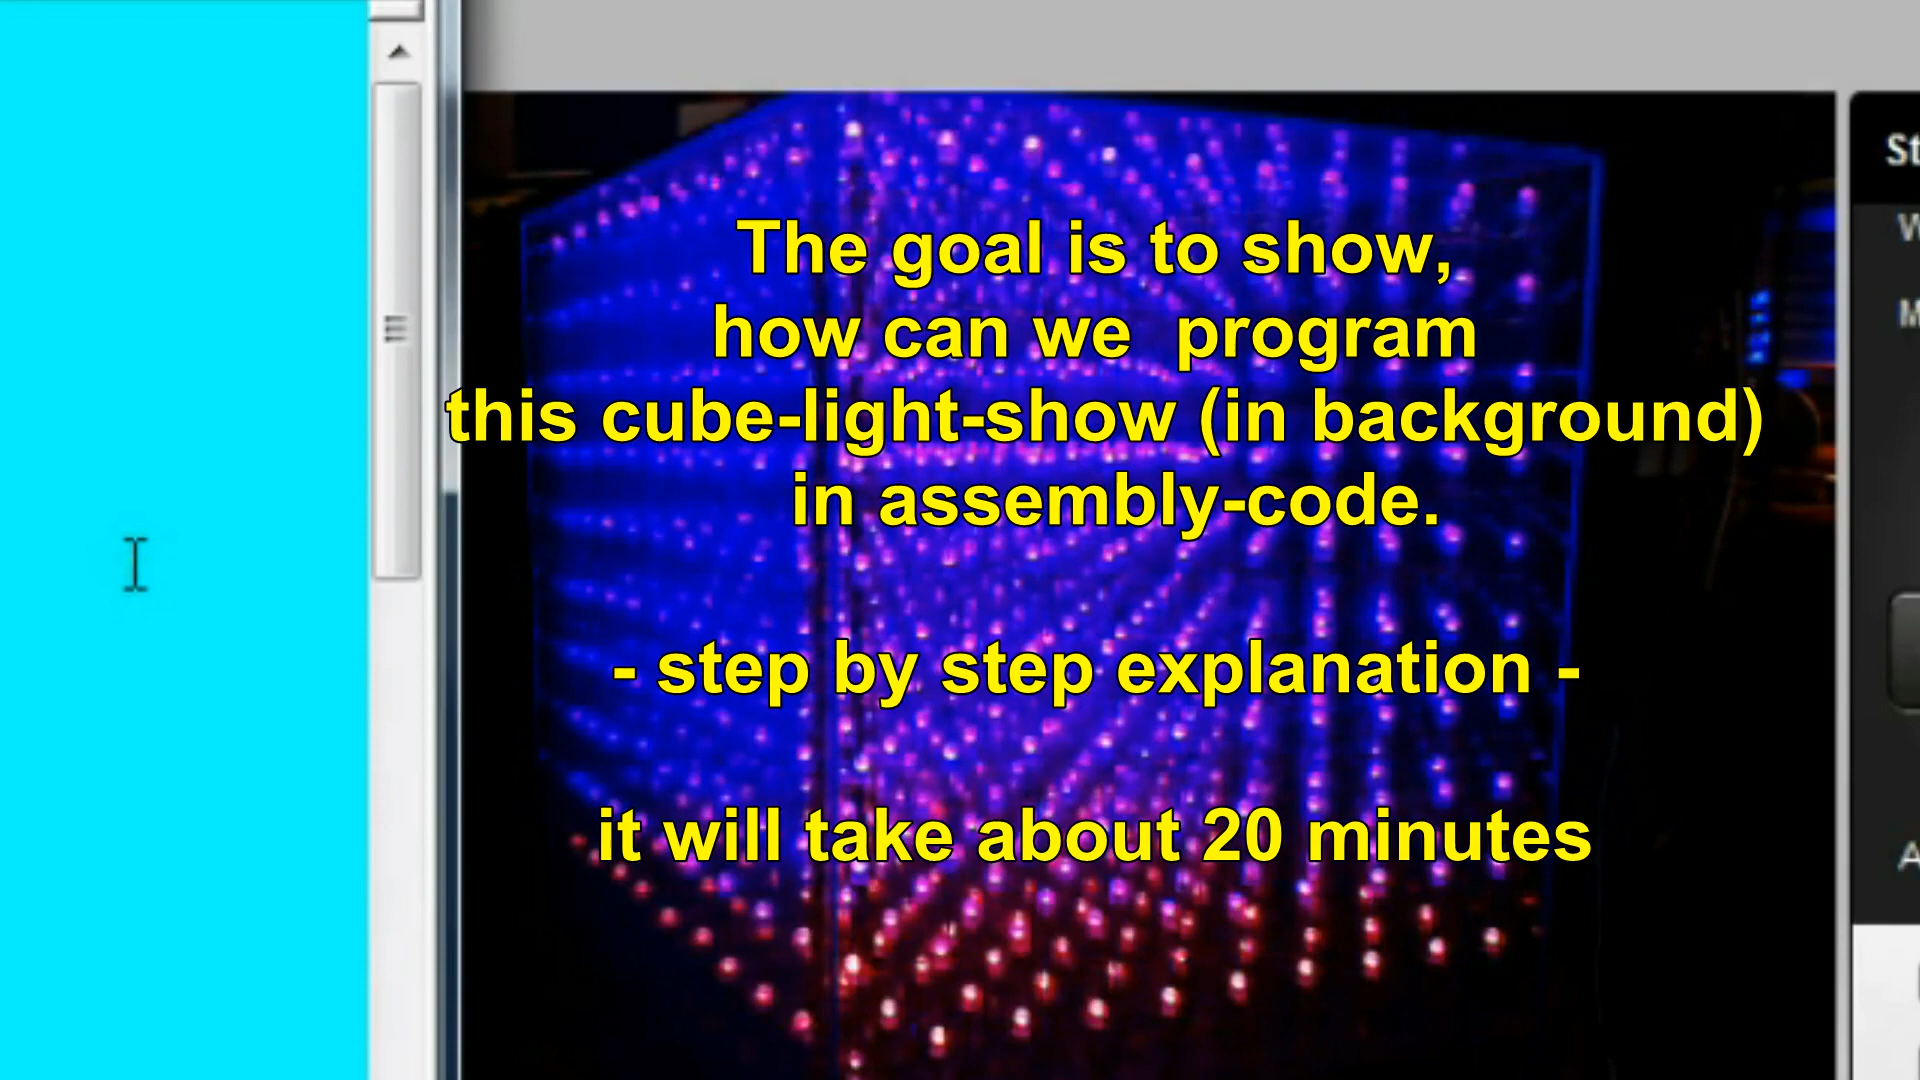 The goal is to show,
how can we  program
this cube-light-show (in background)
in assembly-code.
- step by step explanation -
it will take about 20 minutes
St
W
M
A